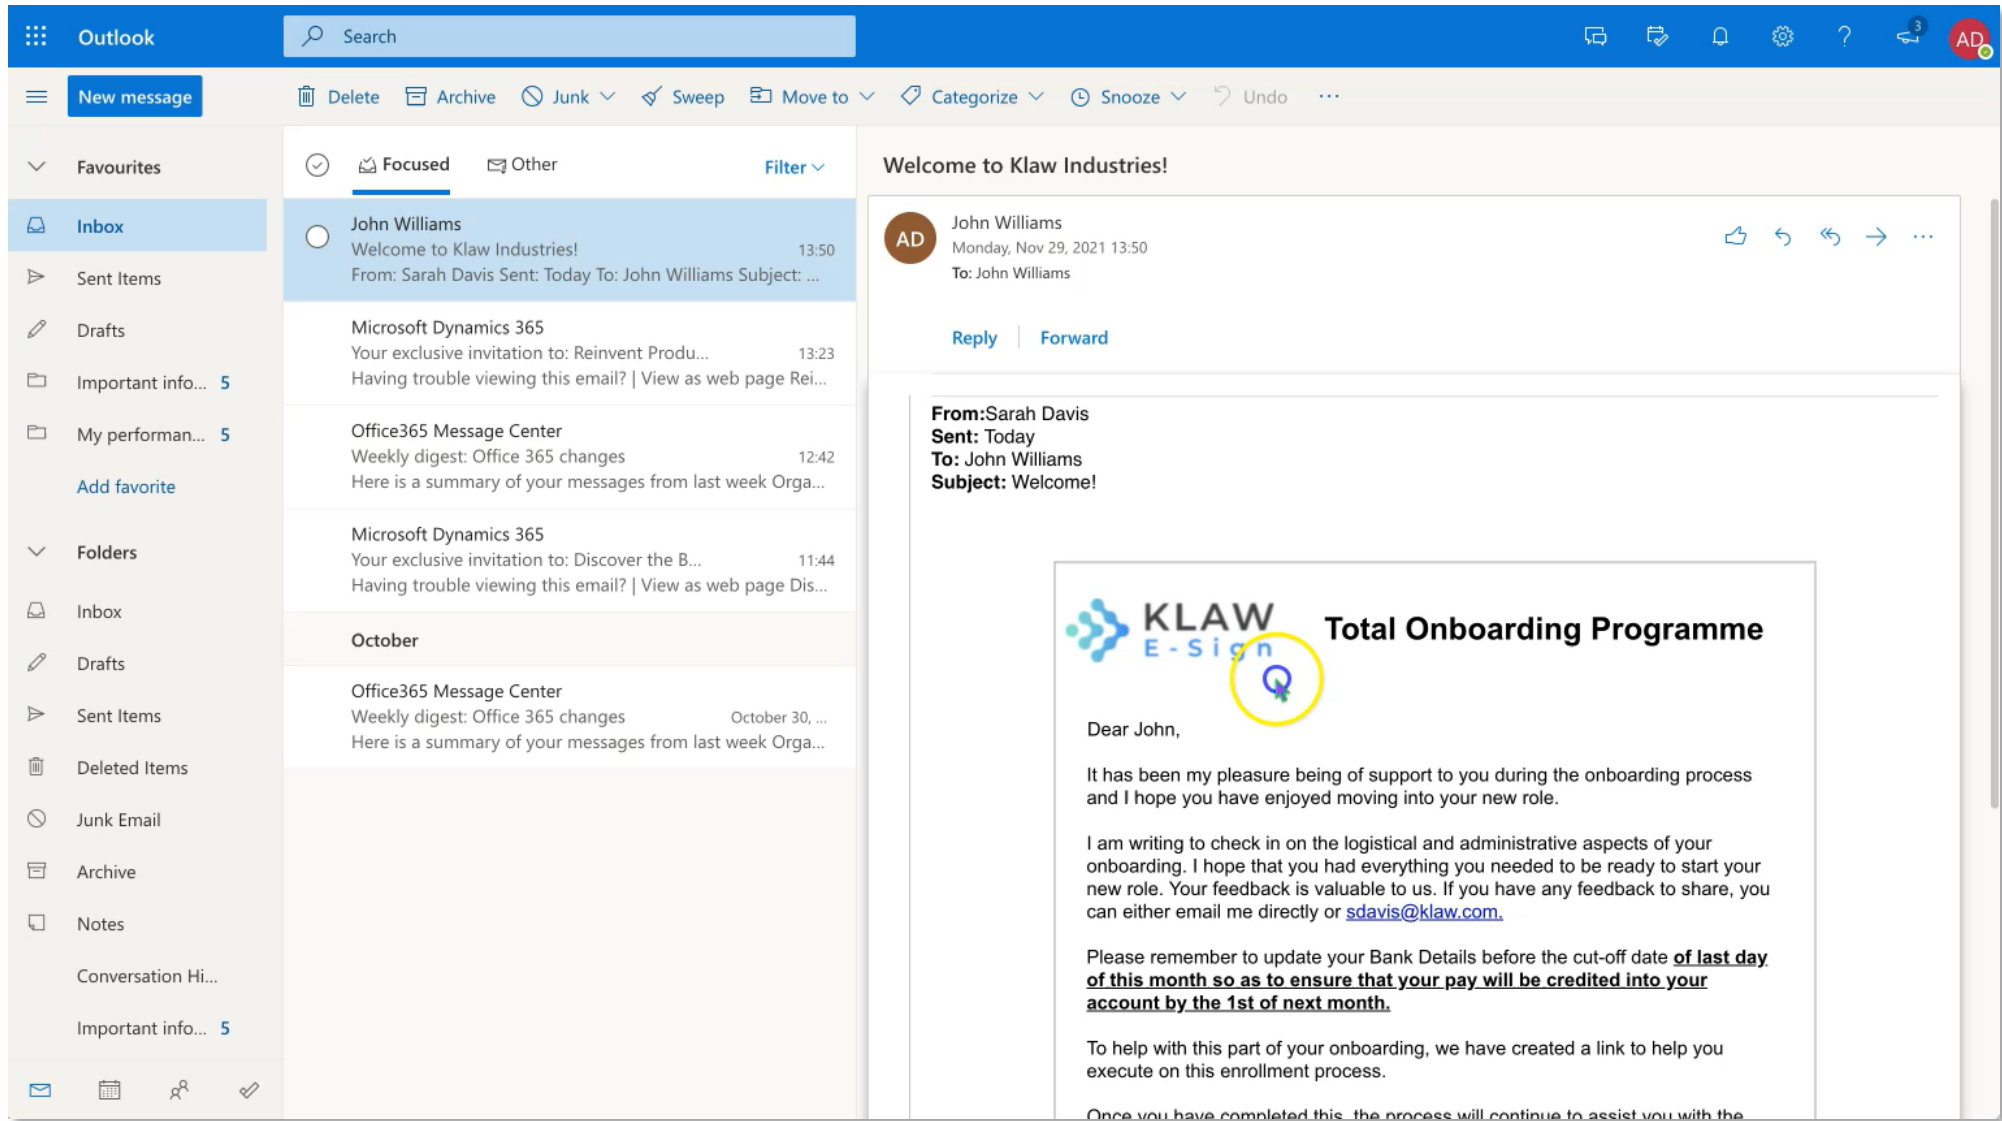 Outlook
Search
3
AD
New message
Delete
Archive
Junk
Sweep
Move to
Categorize
Snooze
Undo
Favourites
Inbox
Sent Items
Drafts
Important info... 5
My performan... 5
Add favorite
Folders
Inbox
Drafts
Sent Items
Deleted Items
Junk Email
Archive
Notes
Conversation Hi...
Important info... 5
Focused
Other
Filter
John Williams
Welcome to Klaw Industries! 13:50
From: Sarah Davis Sent: Today To: John Williams Subject: ...
Microsoft Dynamics 365
Your exclusive invitation to: Reinvent Produ... 13:23
Having trouble viewing this email? | View as web page Rei...
Office365 Message Center
Weekly digest: Office 365 changes 12:42
Here is a summary of your messages from last week Orga...
Microsoft Dynamics 365
Your exclusive invitation to: Discover the B... 11:44
Having trouble viewing this email? | View as web page Dis...
October
Office365 Message Center
Weekly digest: Office 365 changes October 30, ...
Here is a summary of your messages from last week Orga...
Welcome to Klaw Industries!
AD
John Williams
Monday, Nov 29, 2021 13:50
To: John Williams
Reply
Forward
From:Sarah Davis
Sent: Today
To: John Williams
Subject: Welcome!
KLAW
E-Sign
Total Onboarding Programme
Dear John,
It has been my pleasure being of support to you during the onboarding process
and I hope you have enjoyed moving into your new role.
I am writing to check in on the logistical and administrative aspects of your
onboarding. I hope that you had everything you needed to be ready to start your
new role. Your feedback is valuable to us. If you have any feedback to share, you
can either email me directly or sdavis@klaw.com.
Please remember to update your Bank Details before the cut-off date of last day
of this month so as to ensure that your pay will be credited into your
account by the 1st of next month.
To help with this part of your onboarding, we have created a link to help you
execute on this enrollment process.
Once you have completed this, the process will continue to assist you with the